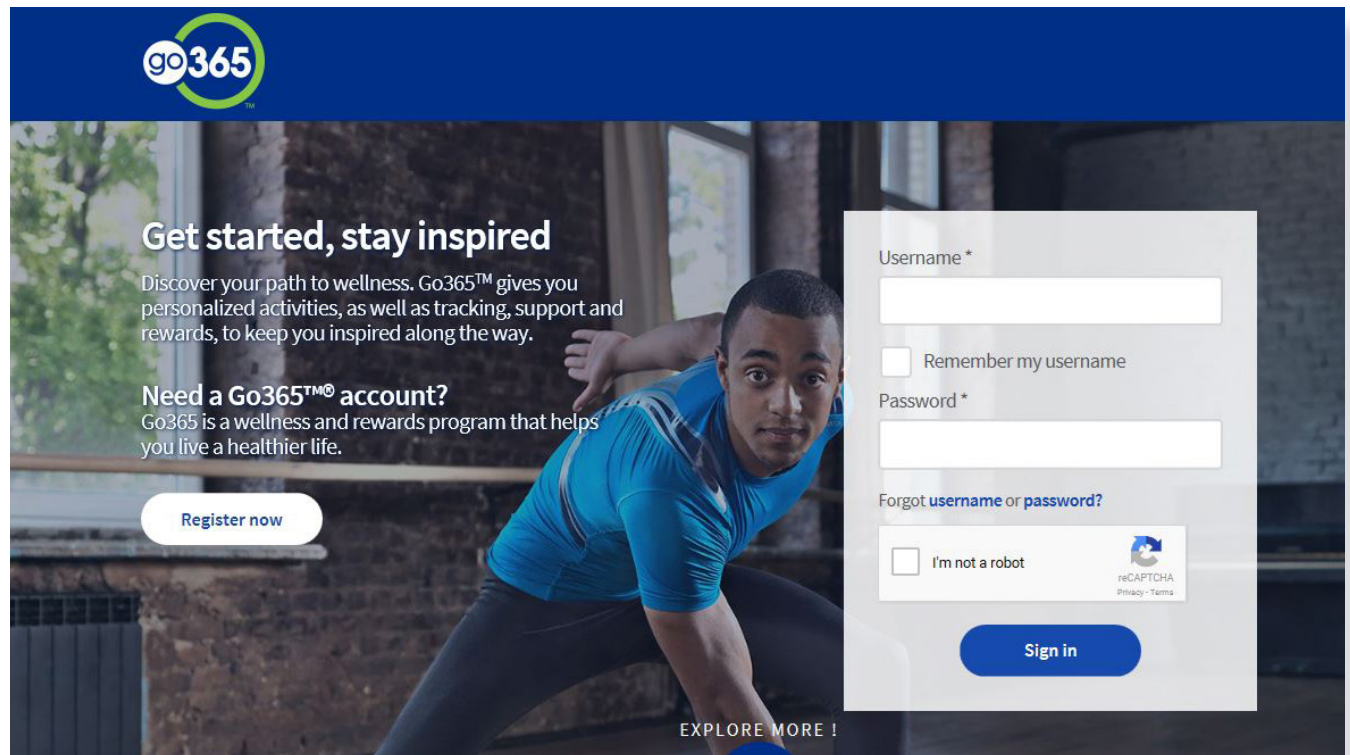 go365
TM
Get started, stay inspired
Discover your path to wellness. Go365™ gives you
personalized activities, as well as tracking, support and
rewards, to keep you inspired along the way.
Need a Go365™® account?
Go365 is a wellness and rewards program that helps
you live a healthier life.
Register now
Username *
Remember my username
Password *
Forgot username or password?
I'm not a robot
reCAPTCHA
Privacy - Terms
Sign in
EXPLORE MORE !